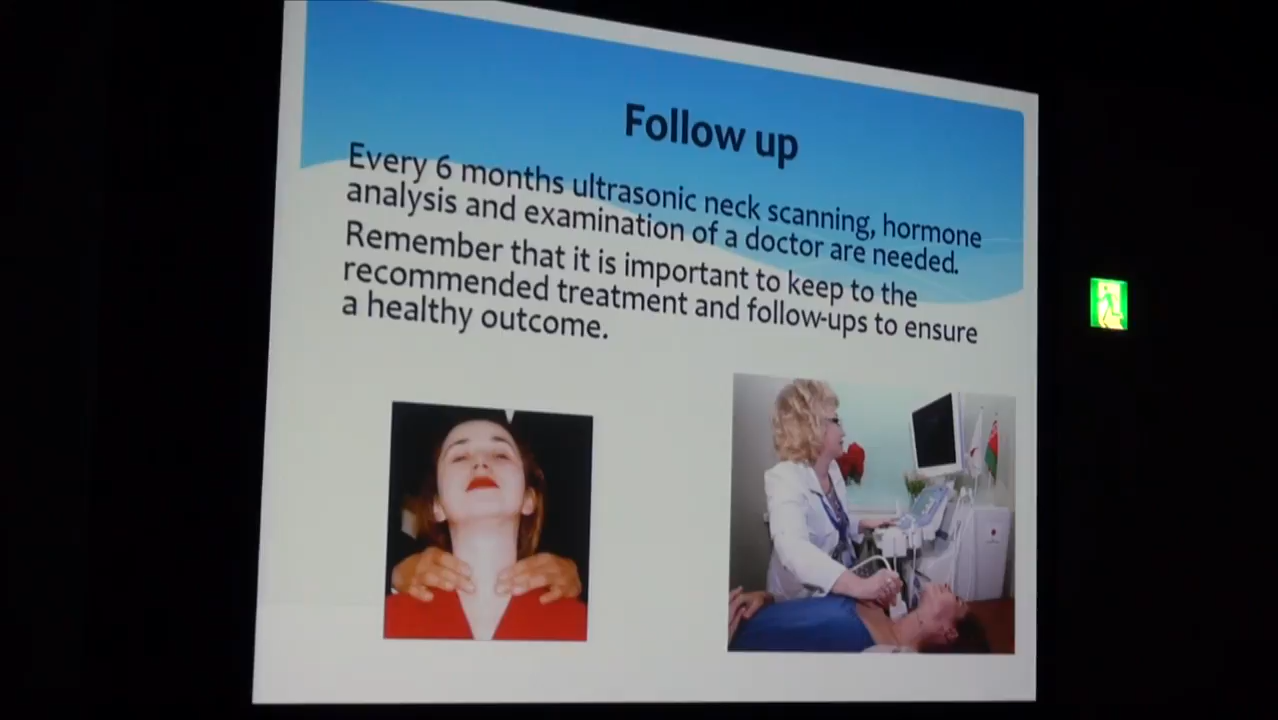 Follow up
Every 6 months ultrasonic neck scanning, hormone
analysis and examination of a doctor are needed.
Remember that it is important to keep to the
recommended treatment and follow-ups to ensure
a healthy outcome.